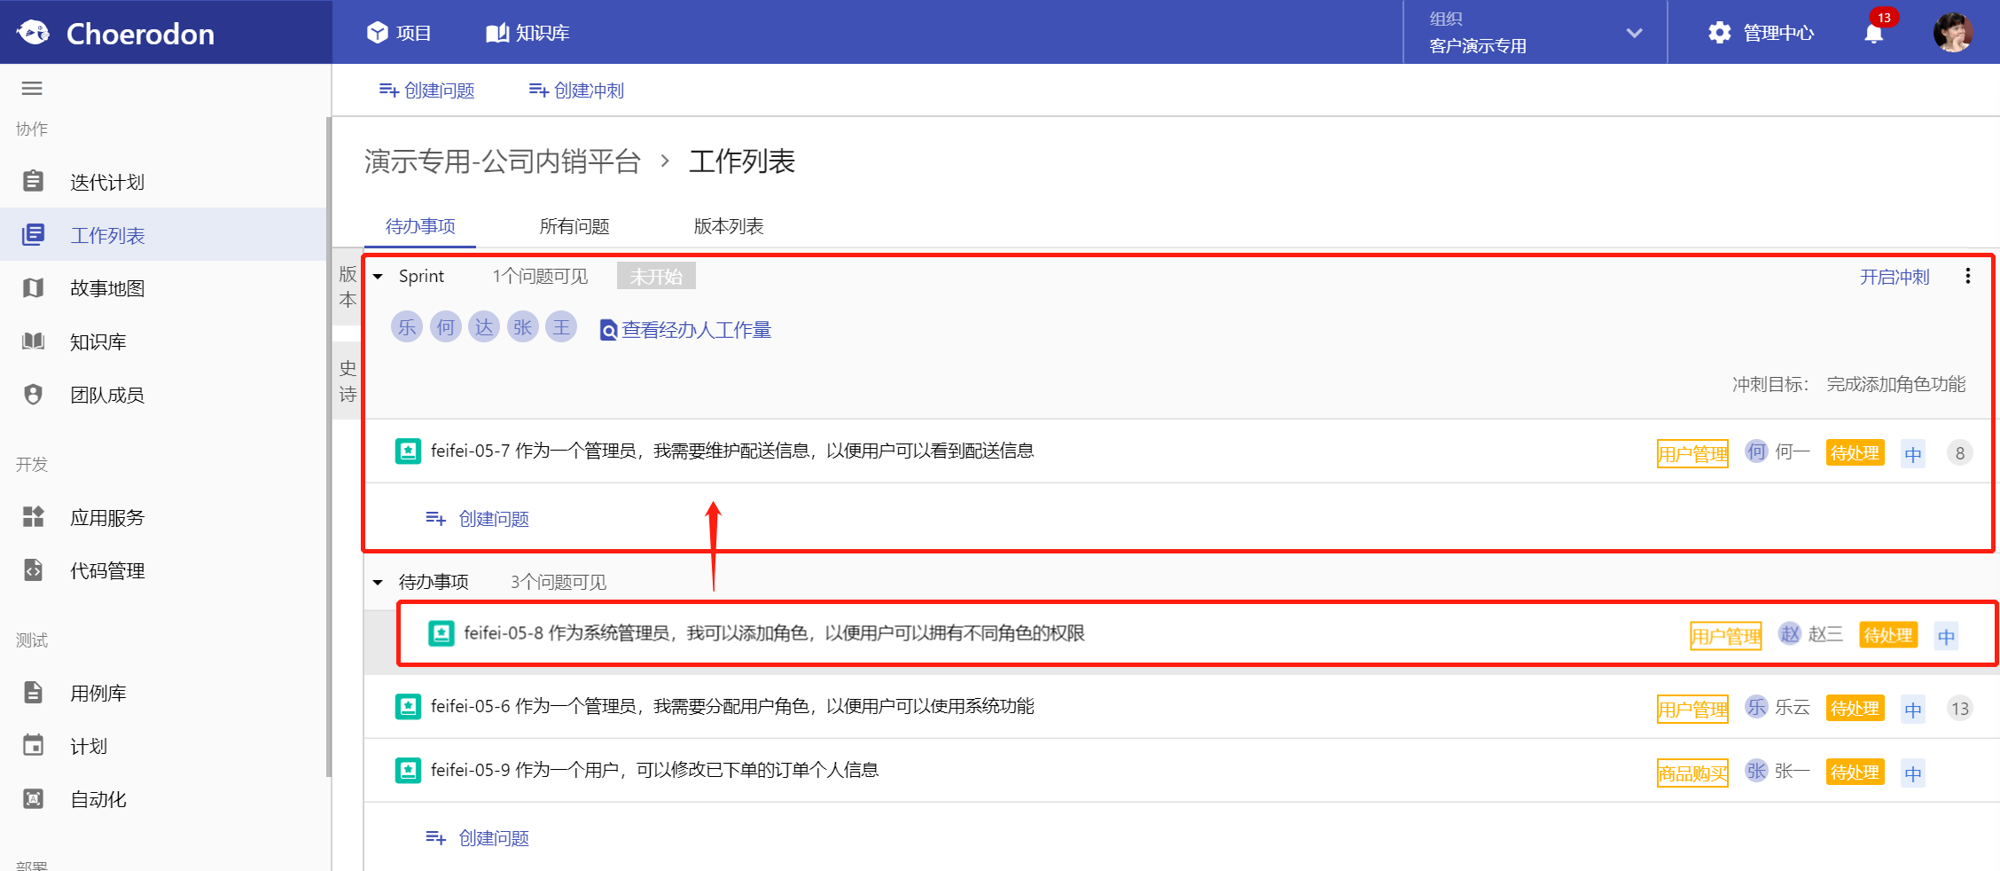 Choerodon
项目
知识库
组织
客户演示专用
管理中心
13
创建问题
创建冲刺
协作
迭代计划
工作列表
故事地图
知识库
团队成员
开发
应用服务
代码管理
测试
用例库
计划
自动化
部署
演示专用-公司内销平台 › 工作列表
待办事项
所有问题
版本列表
版本
史诗
Sprint 1个问题可见 未开始
开启冲刺
乐 何 达 张 王 查看经办人工作量
冲刺目标： 完成添加角色功能
feifei-05-7 作为一个管理员，我需要维护配送信息，以便用户可以看到配送信息 用户管理 何 何一 待处理 中 8
创建问题
待办事项 3个问题可见
feifei-05-8 作为系统管理员，我可以添加角色，以便用户可以拥有不同角色的权限 用户管理 赵 赵三 待处理 中
feifei-05-6 作为一个管理员，我需要分配用户角色，以便用户可以使用系统功能 用户管理 乐 乐云 待处理 中 13
feifei-05-9 作为一个用户，可以修改已下单的订单个人信息 商品购买 张 张一 待处理 中
创建问题